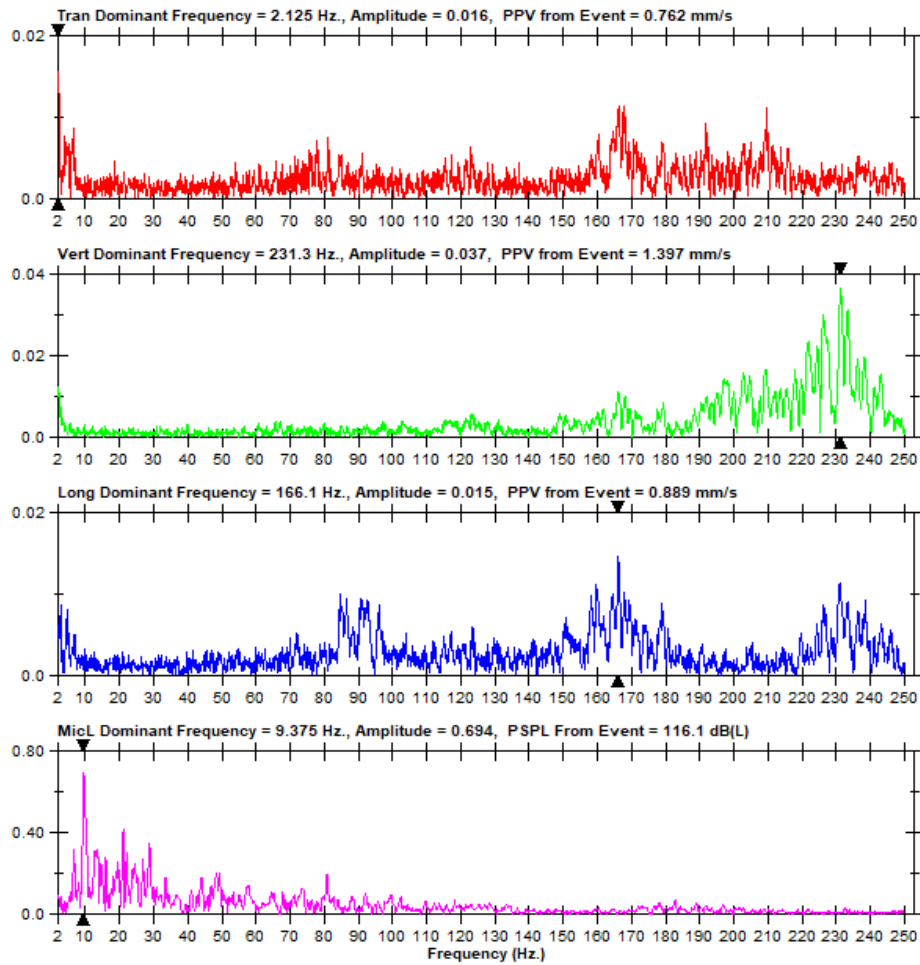 Tran Dominant Frequency = 2.125 Hz., Amplitude = 0.016, PPV from Event = 0.762 mm/s
0.02
0.0
2 10 20 30 40 50 60 70 80 90 100 110 120 130 140 150 160 170 180 190 200 210 220 230 240 250
Vert Dominant Frequency = 231.3 Hz., Amplitude = 0.037, PPV from Event = 1.397 mm/s
0.04
0.02
0.0
2 10 20 30 40 50 60 70 80 90 100 110 120 130 140 150 160 170 180 190 200 210 220 230 240 250
Long Dominant Frequency = 166.1 Hz., Amplitude = 0.015, PPV from Event = 0.889 mm/s
0.02
0.0
2 10 20 30 40 50 60 70 80 90 100 110 120 130 140 150 160 170 180 190 200 210 220 230 240 250
MicL Dominant Frequency = 9.375 Hz., Amplitude = 0.694, PSPL From Event = 116.1 dB(L)
0.80
0.40
0.0
2 10 20 30 40 50 60 70 80 90 100 110 120 130 140 150 160 170 180 190 200 210 220 230 240 250
Frequency (Hz.)